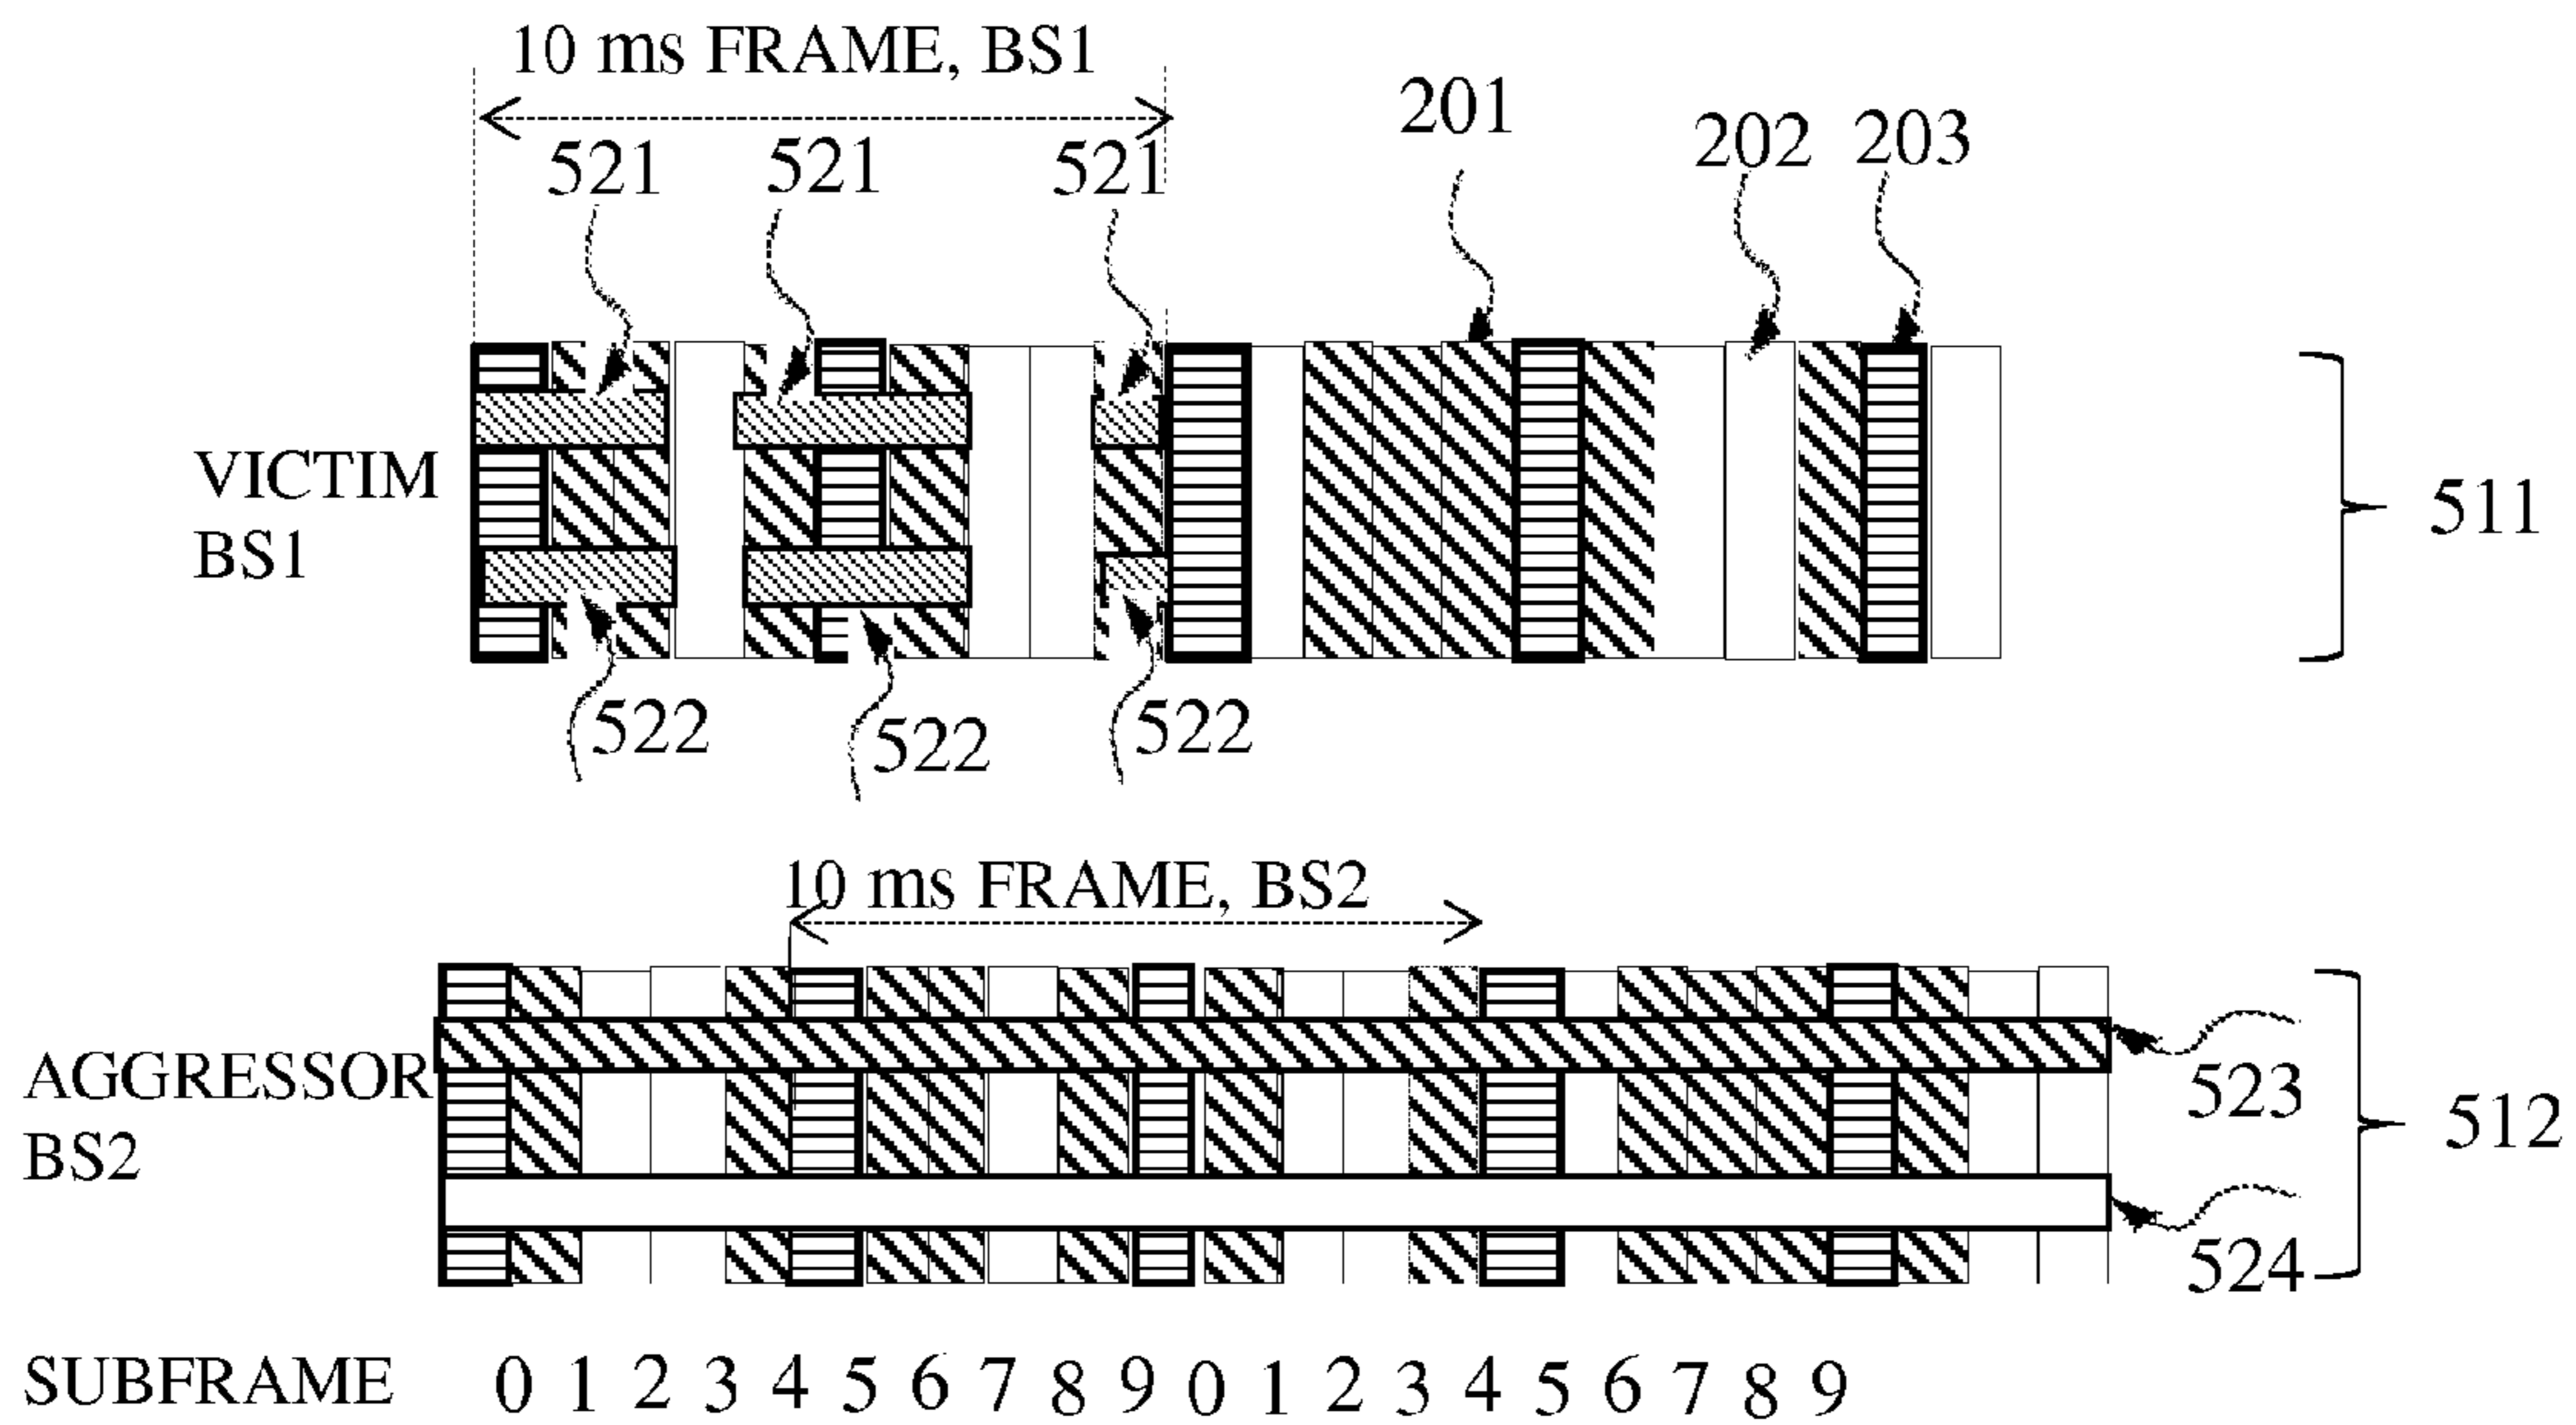 10 ms FRAME, BS1
201
202 203
521 521 521
VICTIM
BS1
511
522 522 522
10 ms FRAME, BS2
AGGRESSOR
BS2
523
512
524
SUBFRAME 0 1 2 3 4 5 6 7 8 9 0 1 2 3 4 5 6 7 8 9